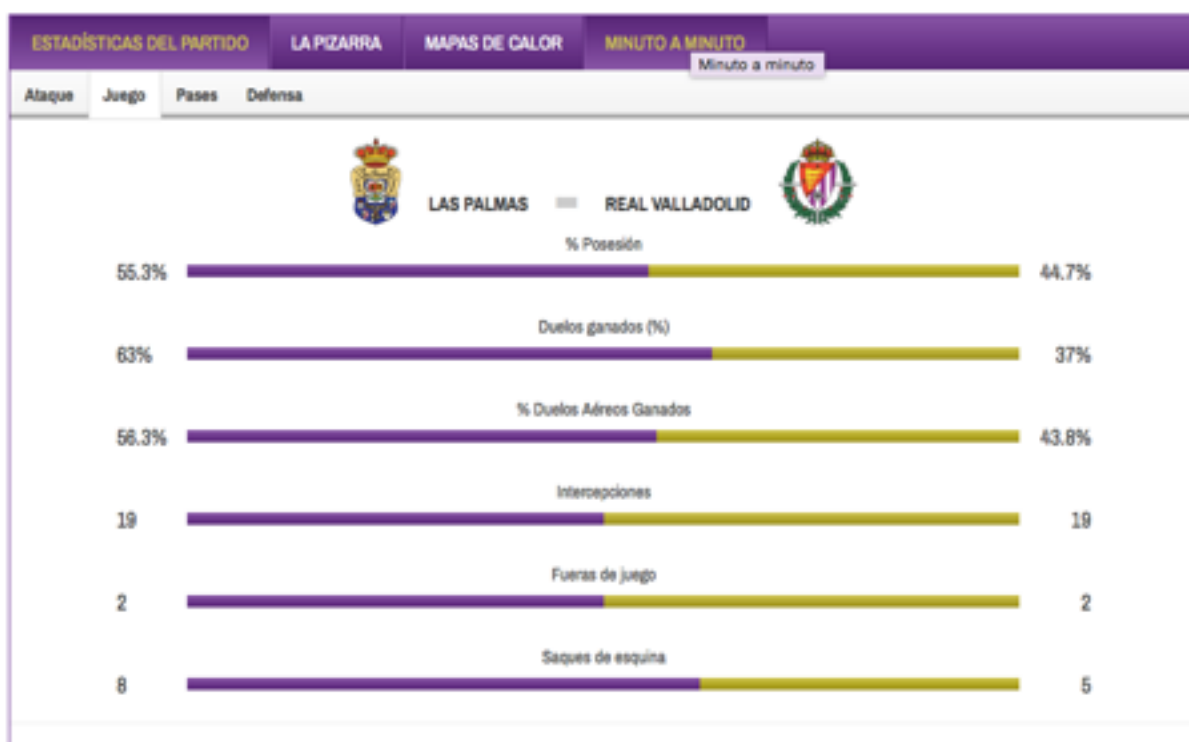 ESTADÍSTICAS DEL PARTIDO LA PIZARRA MAPAS DE CALOR MINUTO A MINUTO
Minuto a minuto
Ataque Juego Pases Defensa
LAS PALMAS REAL VALLADOLID
% Posesión
55.3% 44.7%
Duelos ganados (%)
63% 37%
% Duelos Aéreos Ganados
56.3% 43.8%
Intercepciones
19 19
Fueras de juego
2 2
Saques de esquina
8 5